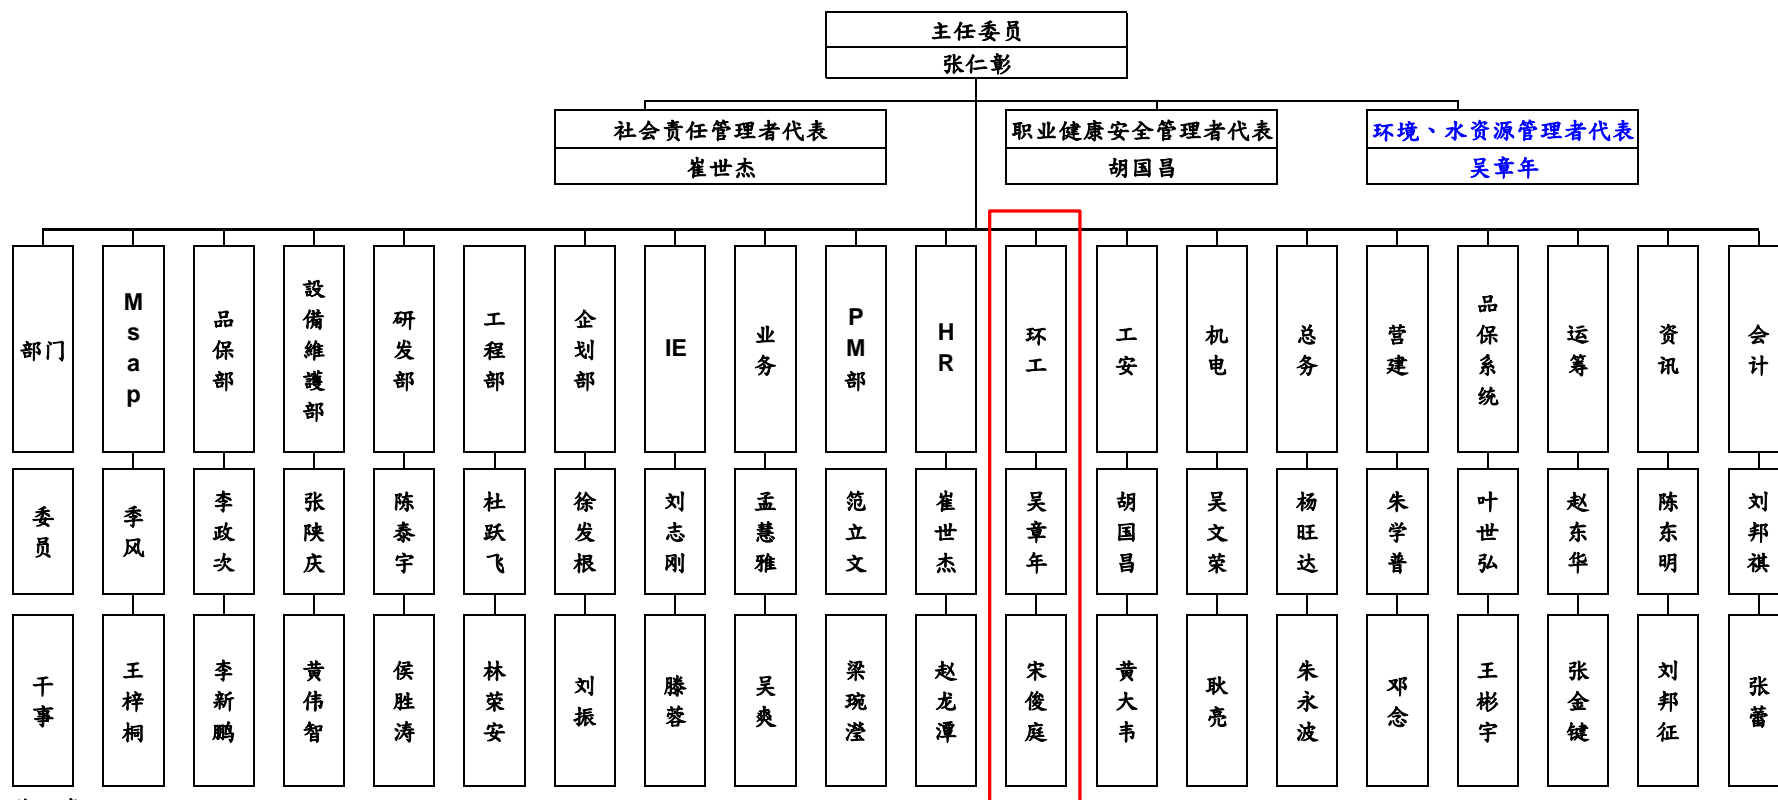 主任委员
张仁彰
社会责任管理者代表
崔世杰
职业健康安全管理者代表
胡国昌
环境、水资源管理者代表
吴章年
部门
Msap
品保部
設備維護部
研发部
工程部
企划部
IE
业务
PM部
HR
环工
工安
机电
总务
营建
品保系统
运筹
资讯
会计
委员
季风
李政次
张陕庆
陈泰宇
杜跃飞
徐发根
刘志刚
孟慧雅
范立文
崔世杰
吴章年
胡国昌
吴文荣
杨旺达
朱学普
叶世弘
赵东华
陈东明
刘邦祺
干事
王梓桐
李新鹏
黄伟智
侯胜涛
林荣安
刘振
滕蓉
吴爽
梁琬滢
赵龙潭
宋俊庭
黄大韦
耿亮
朱永波
邓念
王彬宇
张金键
刘邦征
张蕾